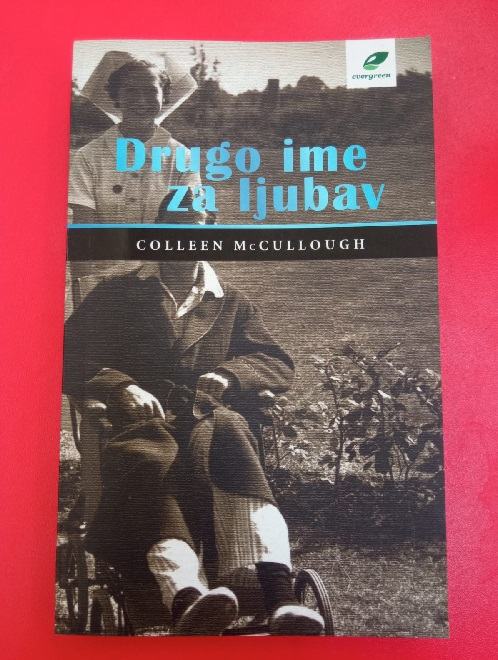 evergreen
Drugo ime
za ljubav
COLLEEN McCULLOUGH